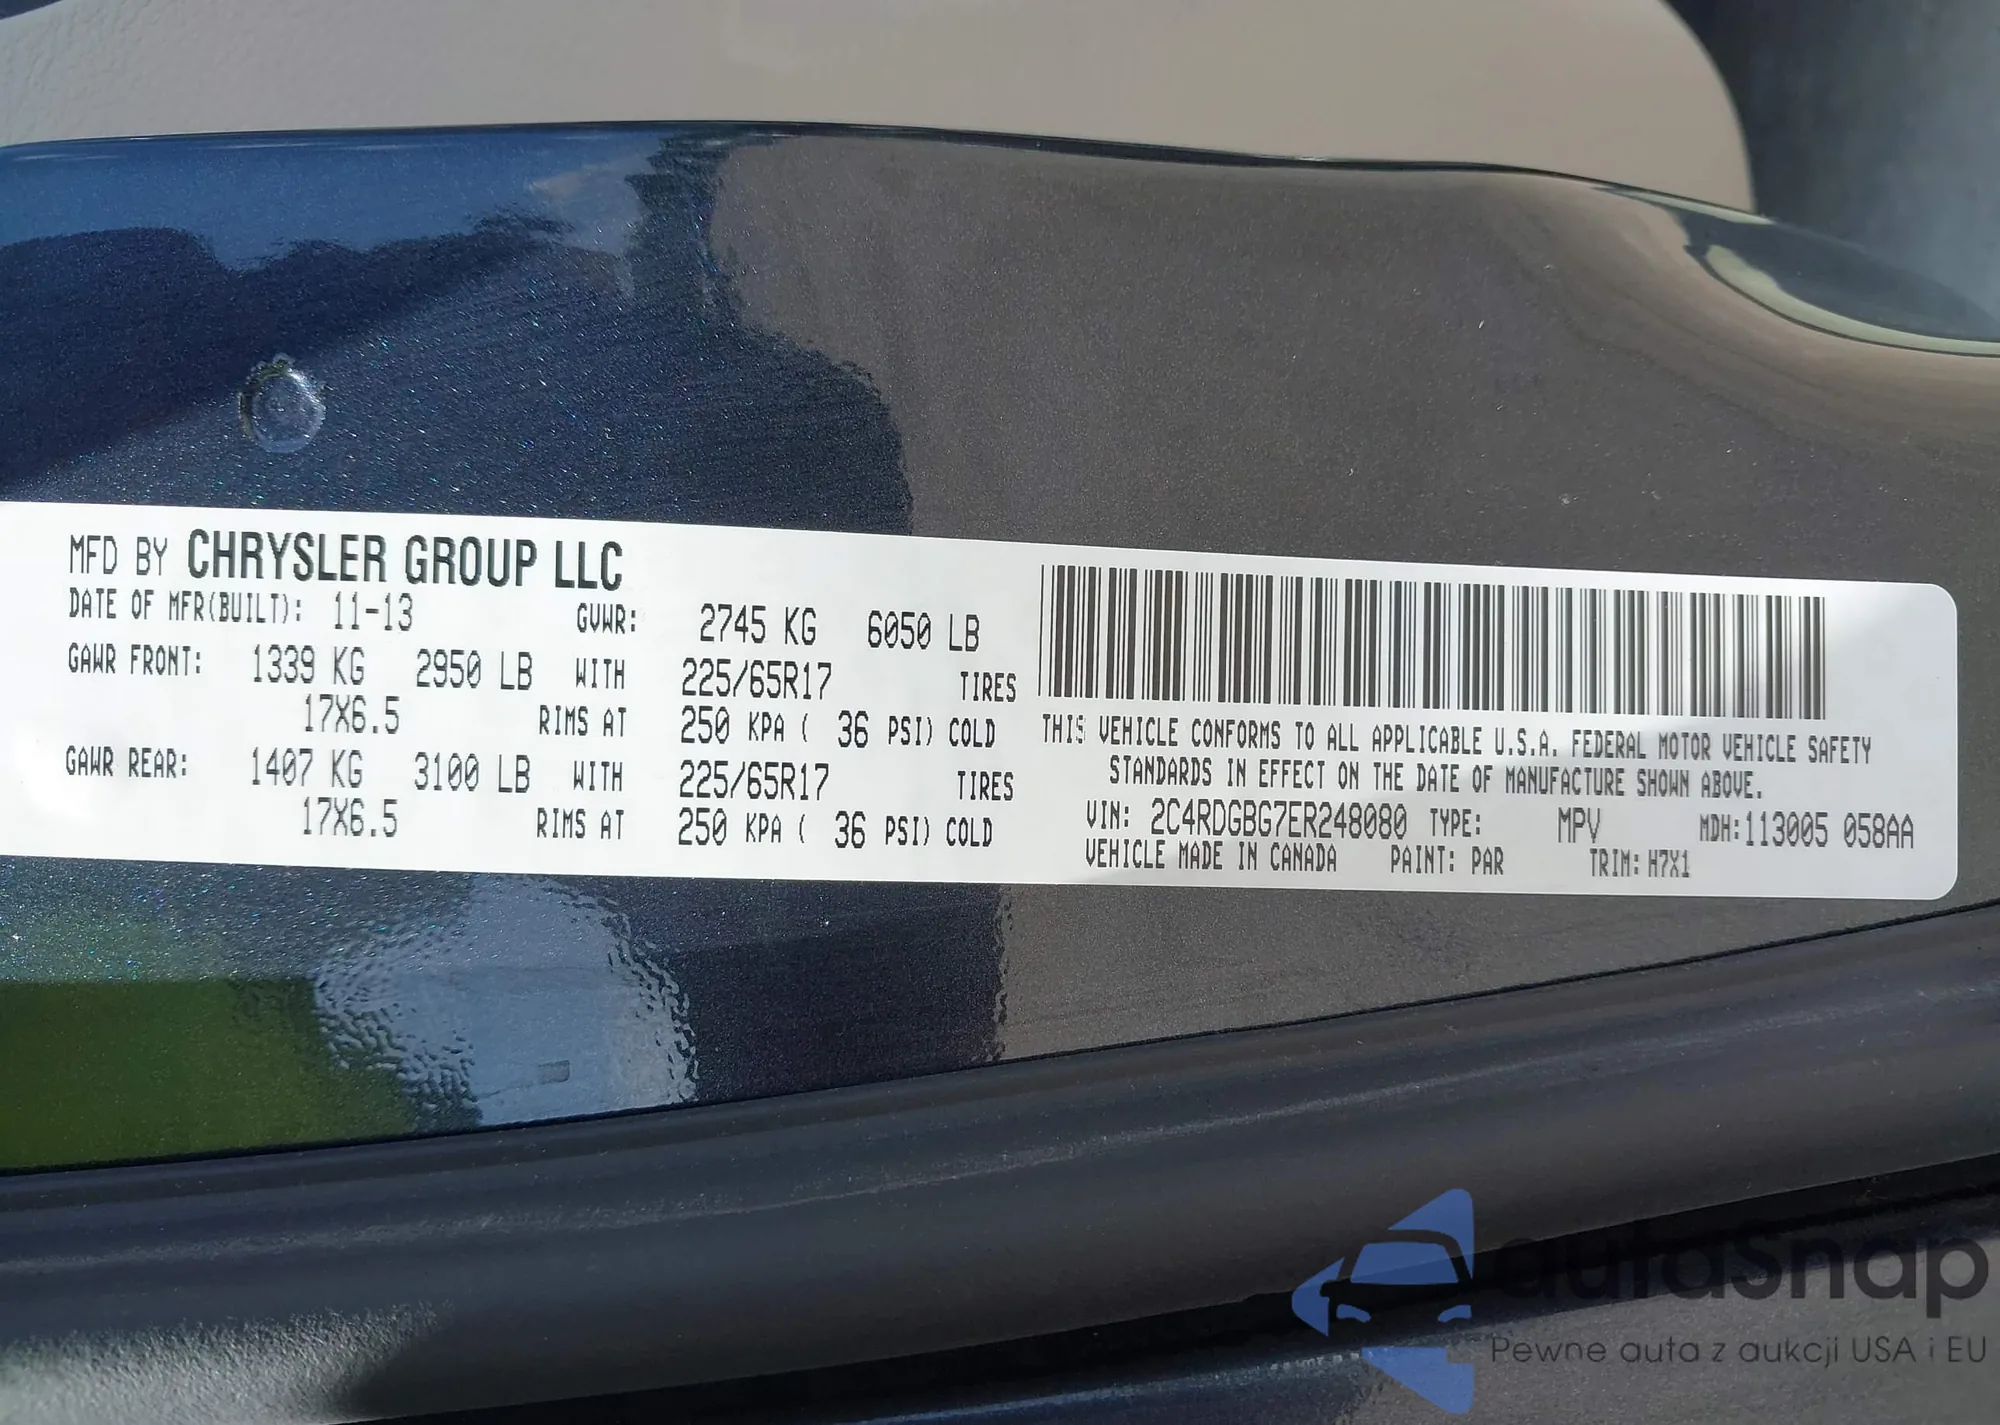 MFD BY CHRYSLER GROUP LLC
DATE OF MFR(BUILT): 11-13 GVWR: 2745 KG 6050 LB
GAWR FRONT: 1339 KG 2950 LB WITH 225/65R17 TIRES
17X6.5 RIMS AT 250 KPA ( 36 PSI) COLD
GAWR REAR: 1407 KG 3100 LB WITH 225/65R17 TIRES
17X6.5 RIMS AT 250 KPA ( 36 PSI) COLD
THIS VEHICLE CONFORMS TO ALL APPLICABLE U.S.A. FEDERAL MOTOR VEHICLE SAFETY
STANDARDS IN EFFECT ON THE DATE OF MANUFACTURE SHOWN ABOVE.
VIN: 2C4RDGBG7ER248080 TYPE: MPV MDH:113005 058AA
VEHICLE MADE IN CANADA PAINT: PAR TRIM: H7X1
autaSnap
Pewne auta z aukcji USA i EU